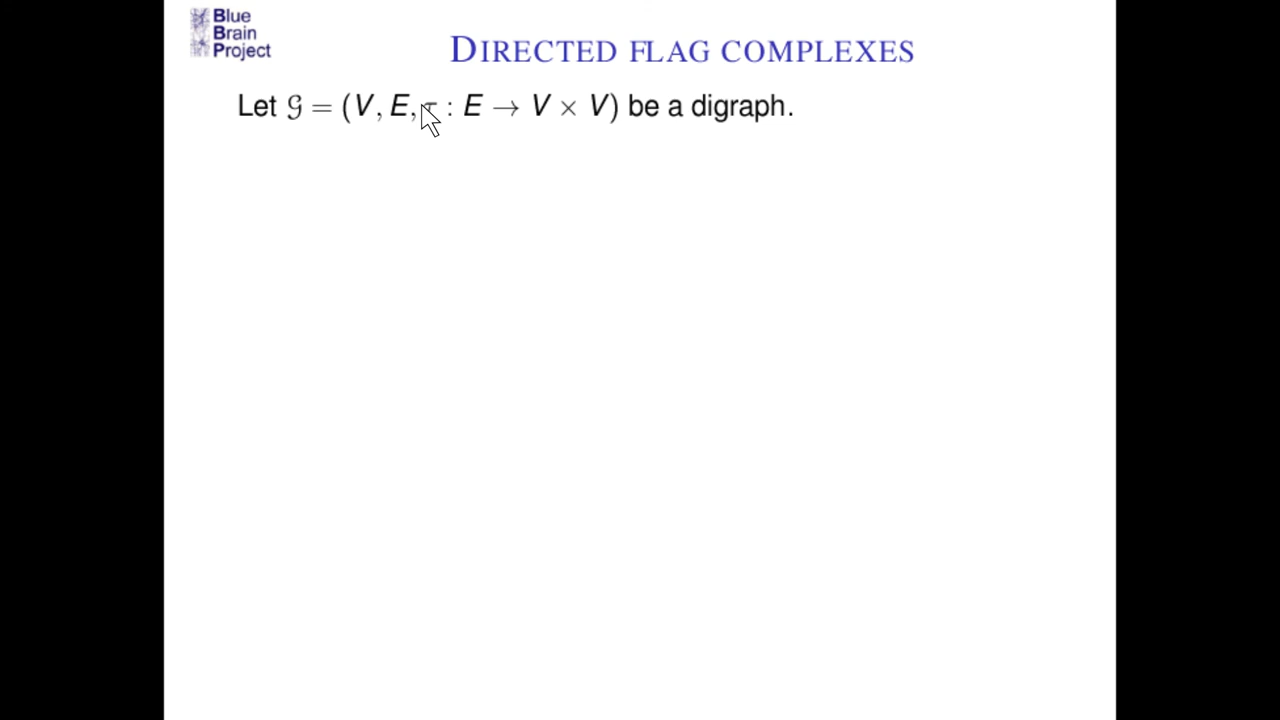 Blue
Brain
Project
DIRECTED FLAG COMPLEXES
Let 𝒢 = (V, E, : E → V × V) be a digraph.